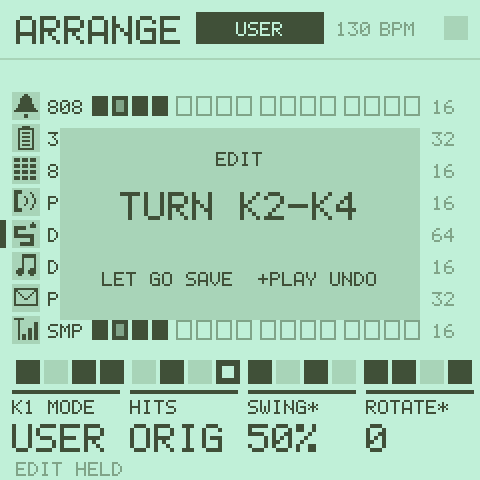 ARRANGE USER 130 BPM
808 16
3 32
8 EDIT 16
P TURN K2-K4 16
D 64
D LET GO SAVE +PLAY UNDO 16
P 32
SMP 16
K1 MODE HITS SWING* ROTATE*
USER ORIG 50% 0
EDIT HELD